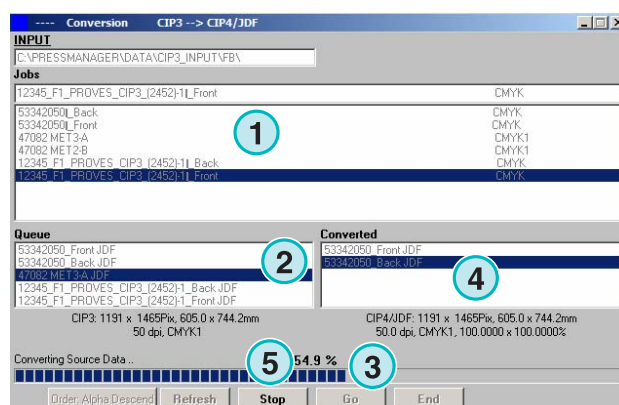 ---- Conversion CIP3 --> CIP4/JDF
INPUT
C:\PRESSMANAGER\DATA\CIP3_INPUT\FB\
Jobs
12345_F1_PROVES_CIP3_(2452)-1|_Front CMYK
53342050|_Back CMYK
53342050|_Front CMYK
47082 MET3-A CMYK1
47082 MET2-B CMYK1
12345_F1_PROVES_CIP3_(2452)-1|_Back CMYK
12345_F1_PROVES_CIP3_(2452)-1|_Front CMYK
1
Queue Converted
53342050_Front.JDF 53342050_Front.JDF
53342050_Back.JDF 53342050_Back.JDF
47082 MET3-A.JDF
12345_F1_PROVES_CIP3_(2452)-1_Back.JDF
12345_F1_PROVES_CIP3_(2452)-1_Front.JDF
2 4
CIP3: 1191 x 1465Pix, 605.0 x 744.2mm CIP4/JDF: 1191 x 1465Pix, 605.0 x 744.2mm
50 dpi, CMYK1 50.0 dpi, CMYK1, 100.0000 x 100.0000%
Converting Source Data .. 5 54.9 % 3
Order: Alpha Descend Refresh Stop Go End